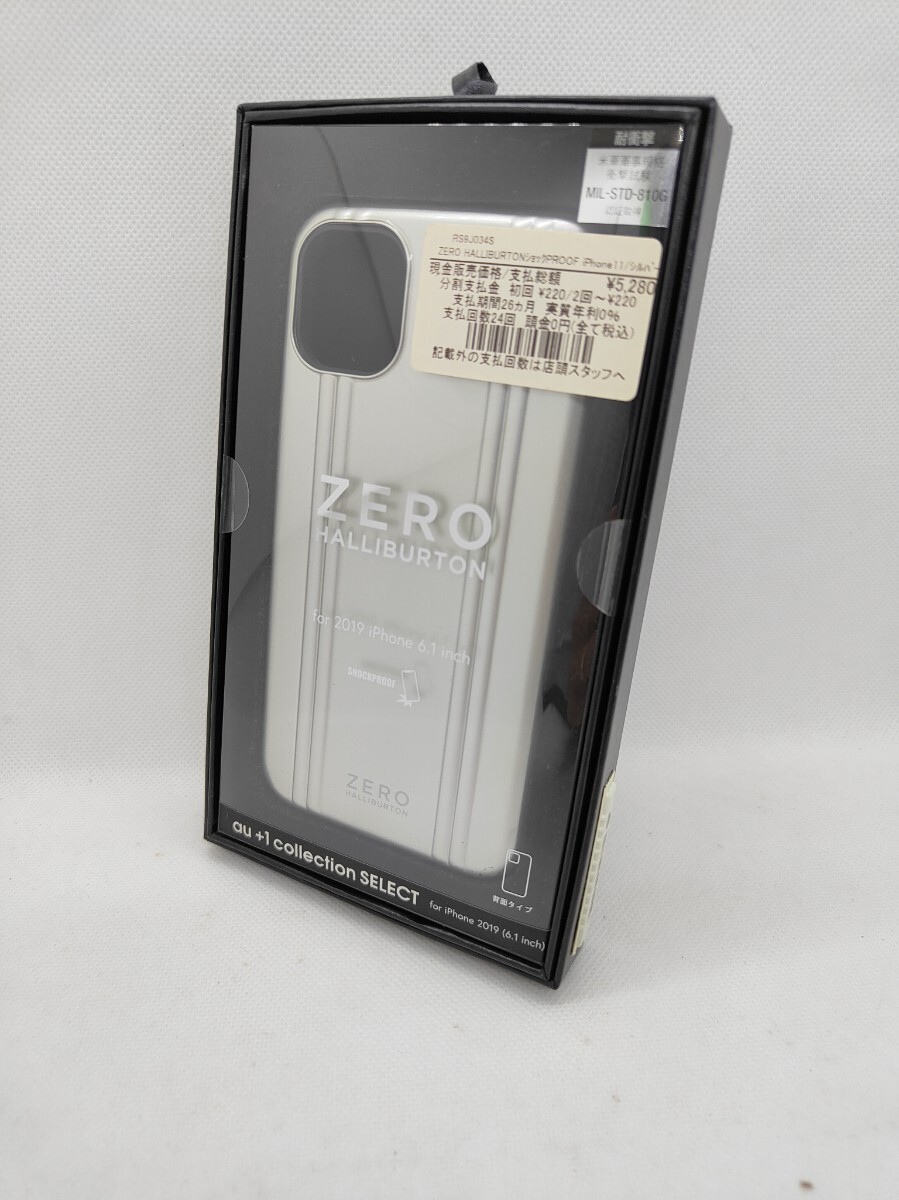 耐衝撃
米軍軍事規格
衝撃試験
MIL-STD-810G
認証取得
RS9J034S
ZERO HALLIBURTONショックPROOF iPhone11/シルバー
現金販売価格/支払総額 ¥5,280
分割支払金 初回 ¥220/2回～¥220
支払期間26カ月 実質年利0%
支払回数24回 頭金0円(全て税込)
記載外の支払回数は店頭スタッフへ
ZERO
HALLIBURTON
for 2019 iPhone 6.1 inch
SHOCKPROOF
ZERO
HALLIBURTON
背面タイプ
au +1 collection SELECT for iPhone 2019 (6.1 inch)